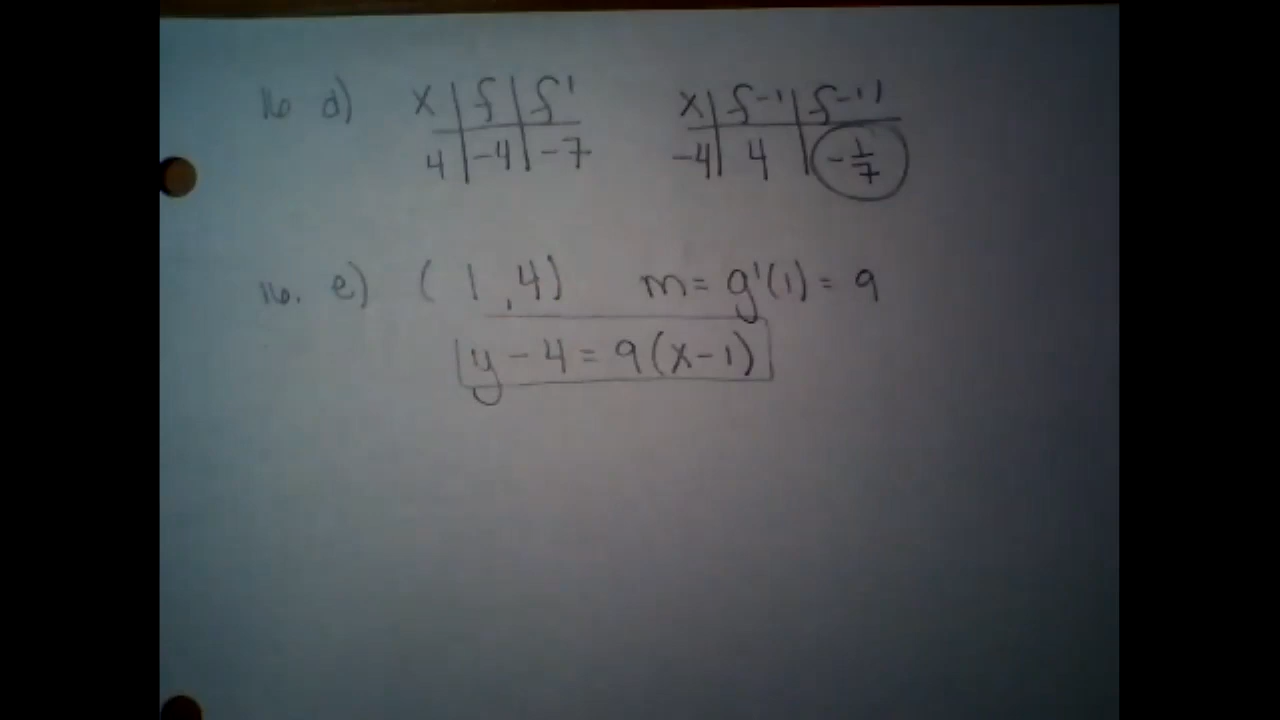 16 d) x | f | f' x | f-1 | f-1'
4 | -4 | -7 -4 | 4 | -1/7
16. e) ( 1, 4) m = g'(1) = 9
y - 4 = 9(x-1)